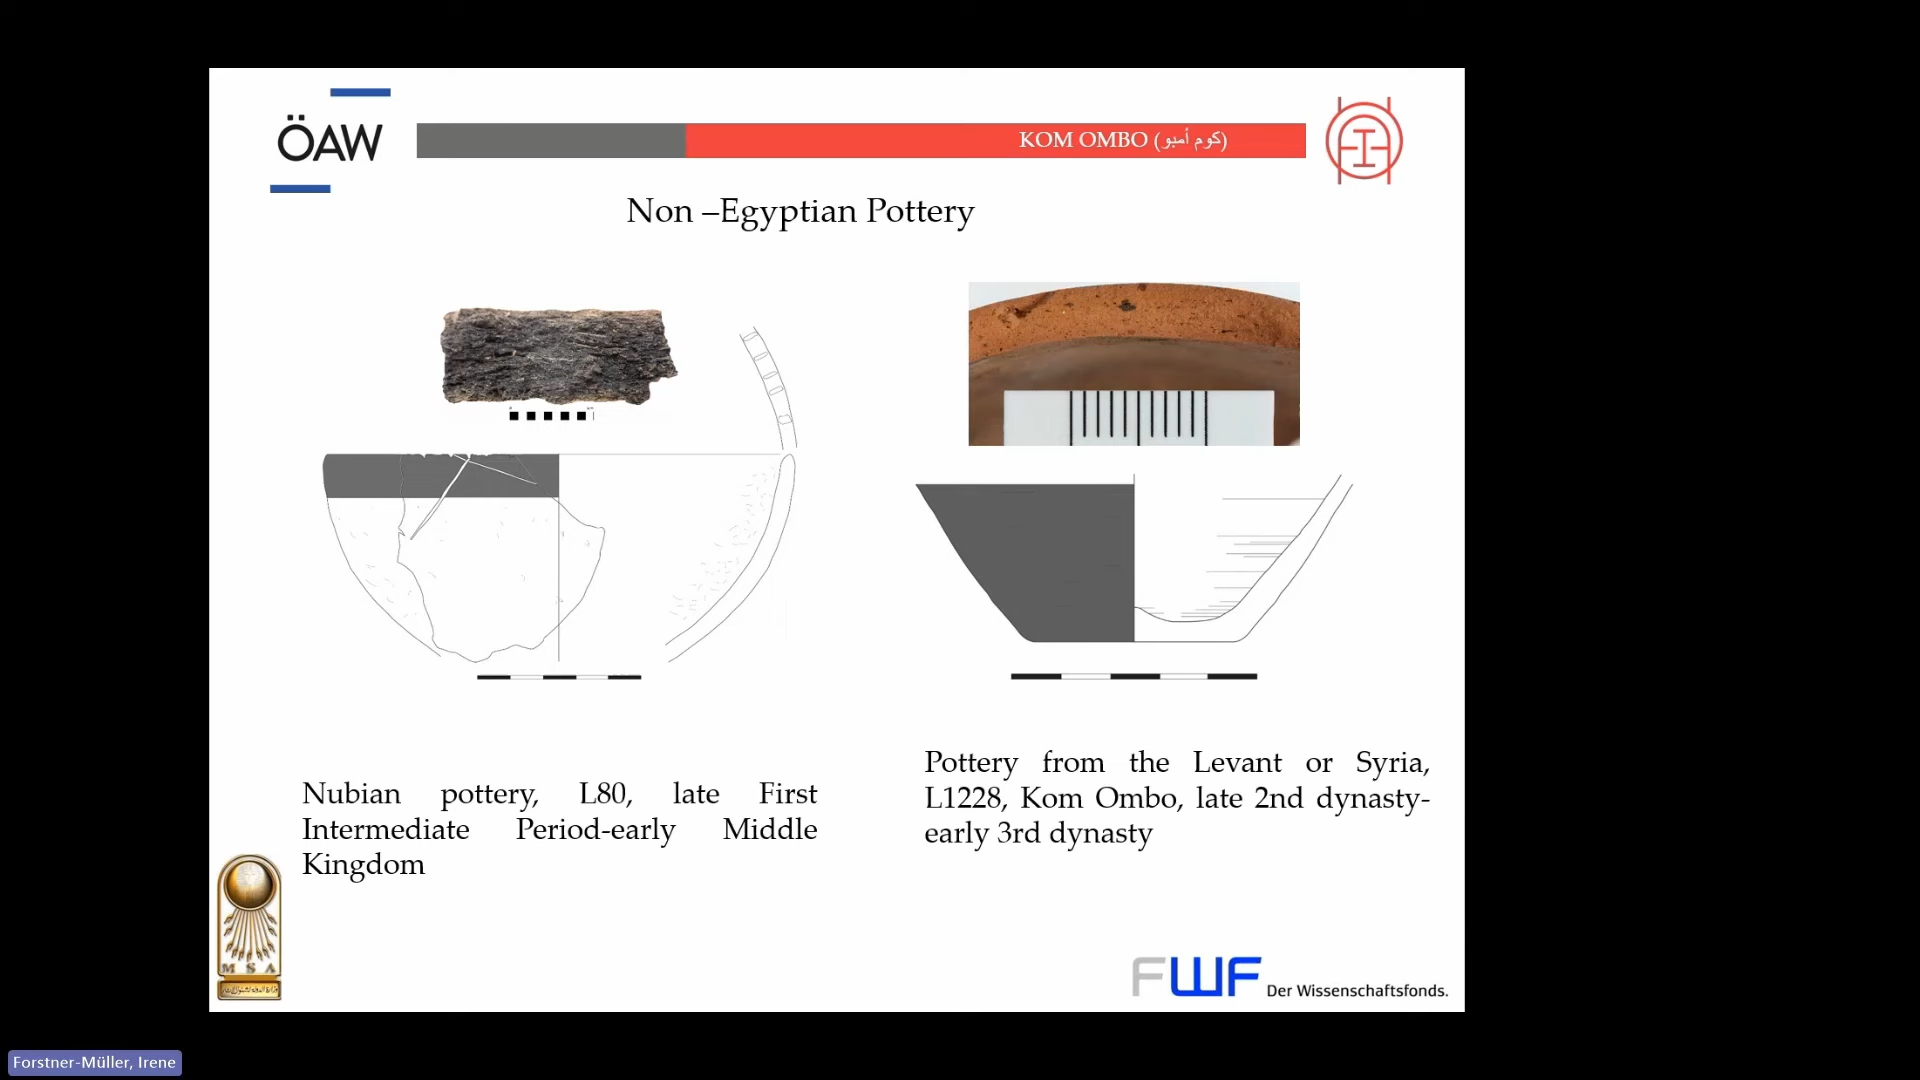 ÖAW
KOM OMBO (كوم أمبو)
Non –Egyptian Pottery
Nubian pottery, L80, late First
Intermediate Period-early Middle
Kingdom
Pottery from the Levant or Syria,
L1228, Kom Ombo, late 2nd dynasty-
early 3rd dynasty
M S A
FWF Der Wissenschaftsfonds.
Forstner-Müller, Irene